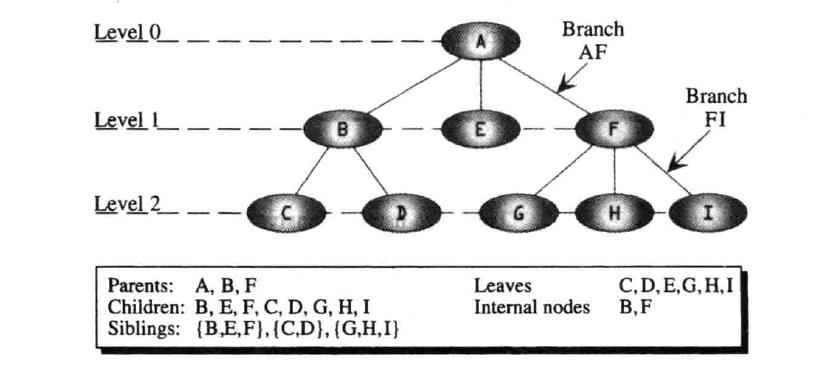 Level 0
A
Branch
AF
Branch
FI
Level 1
B
E
F
Level 2
C
D
G
H
I
Parents: A, B, F
Children: B, E, F, C, D, G, H, I
Siblings: {B,E,F}, {C,D}, {G,H,I}
Leaves C,D,E,G,H,I
Internal nodes B,F